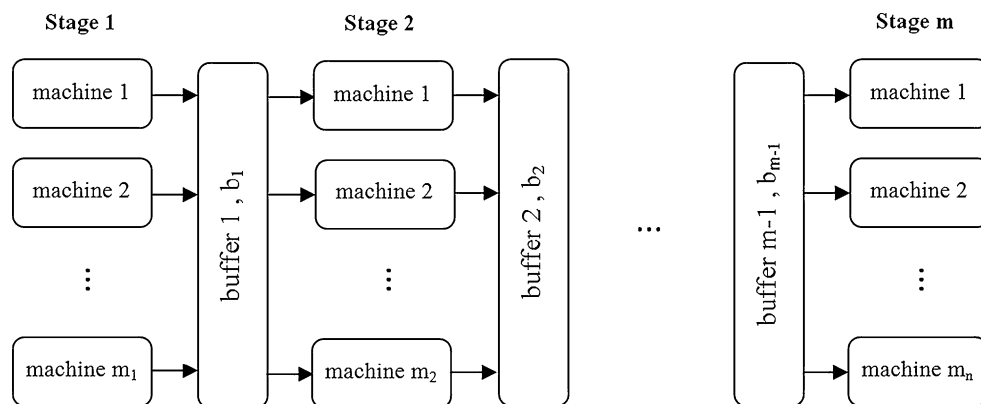 Stage 1
Stage 2
Stage m
machine 1
machine 1
machine 1
machine 2
machine 2
machine 2
...
...
...
...
machine m₁
machine m₂
machine mₙ
buffer 1 , b₁
buffer 2 , b₂
buffer m-1 , bₘ₋₁